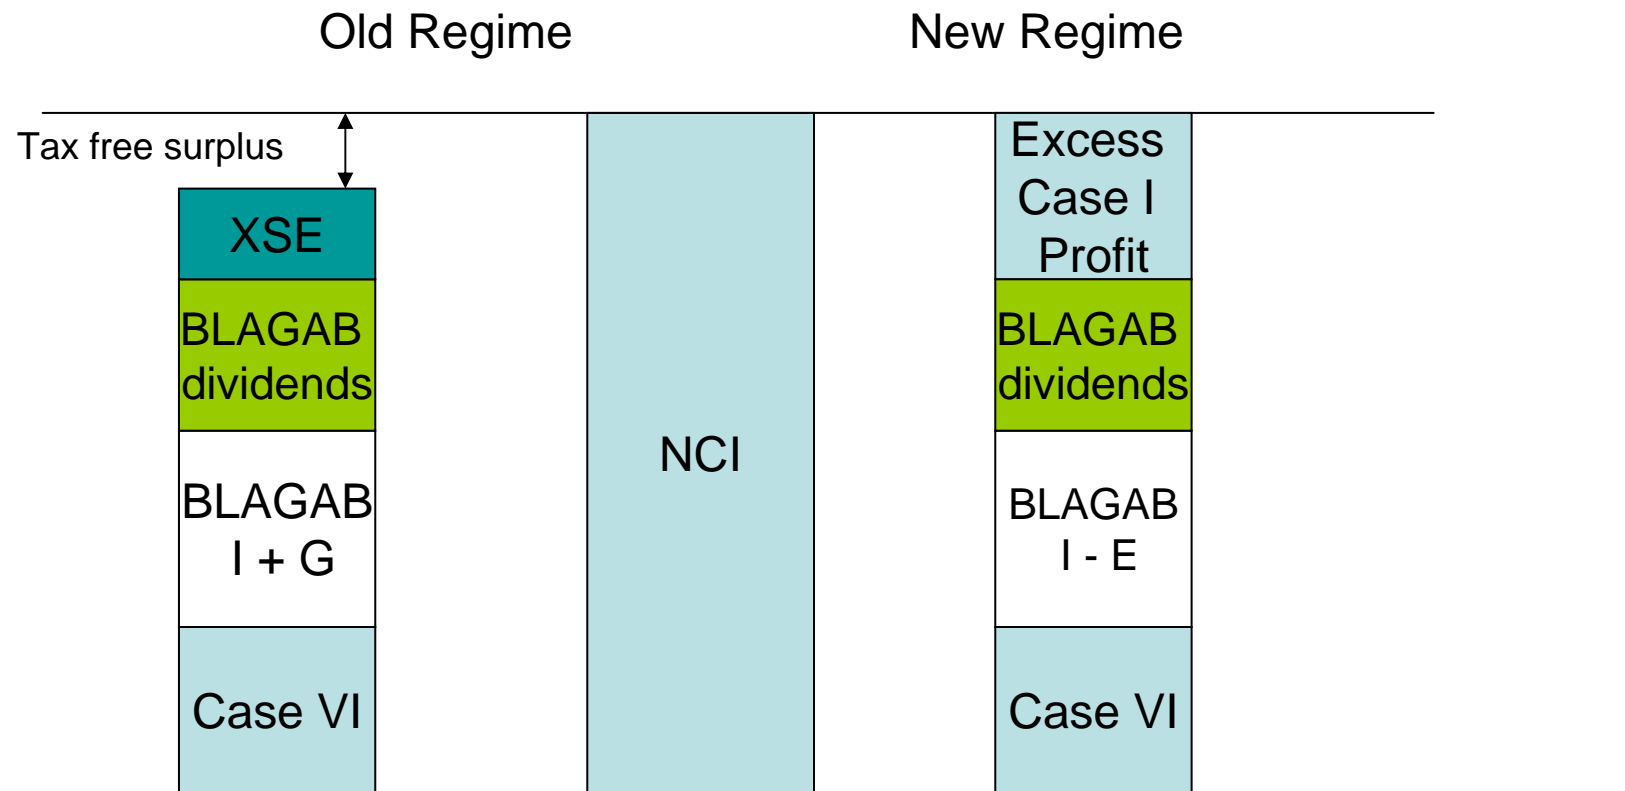 Old Regime
New Regime
Tax free surplus
XSE
BLAGAB
dividends
BLAGAB
I + G
Case VI
NCI
Excess
Case I
Profit
BLAGAB
dividends
BLAGAB
I - E
Case VI